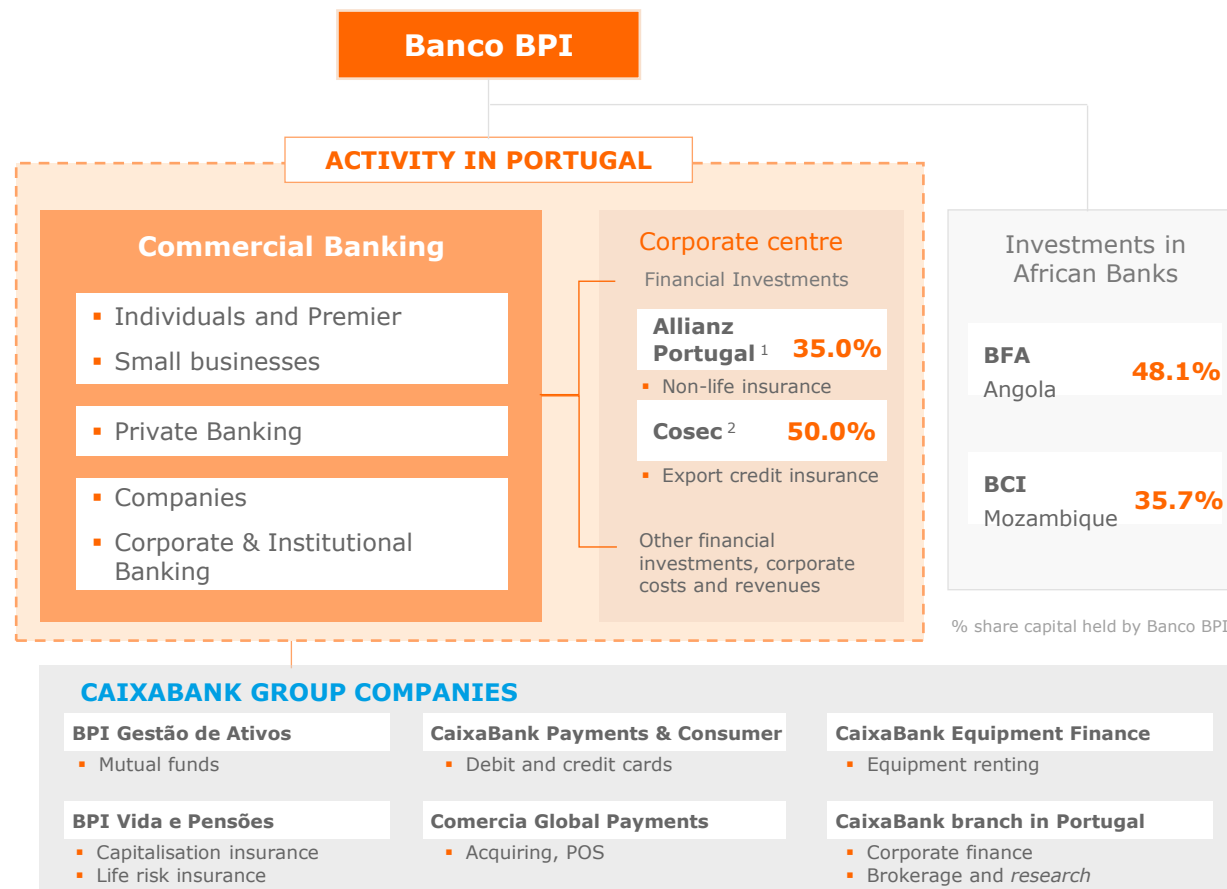 Banco BPI
ACTIVITY IN PORTUGAL
Commercial Banking
▪ Individuals and Premier
▪ Small businesses
▪ Private Banking
▪ Companies
▪ Corporate & Institutional
Banking
Corporate centre
Financial Investments
Allianz
Portugal 1 35.0%
▪ Non-life insurance
Cosec 2 50.0%
▪ Export credit insurance
Other financial
investments, corporate
costs and revenues
Investments in
African Banks
BFA
Angola
48.1%
BCI
Mozambique
35.7%
% share capital held by Banco BPI
CAIXABANK GROUP COMPANIES
BPI Gestão de Ativos
▪ Mutual funds
CaixaBank Payments & Consumer
▪ Debit and credit cards
CaixaBank Equipment Finance
▪ Equipment renting
BPI Vida e Pensões
▪ Capitalisation insurance
▪ Life risk insurance
Comercia Global Payments
▪ Acquiring, POS
CaixaBank branch in Portugal
▪ Corporate finance
▪ Brokerage and research